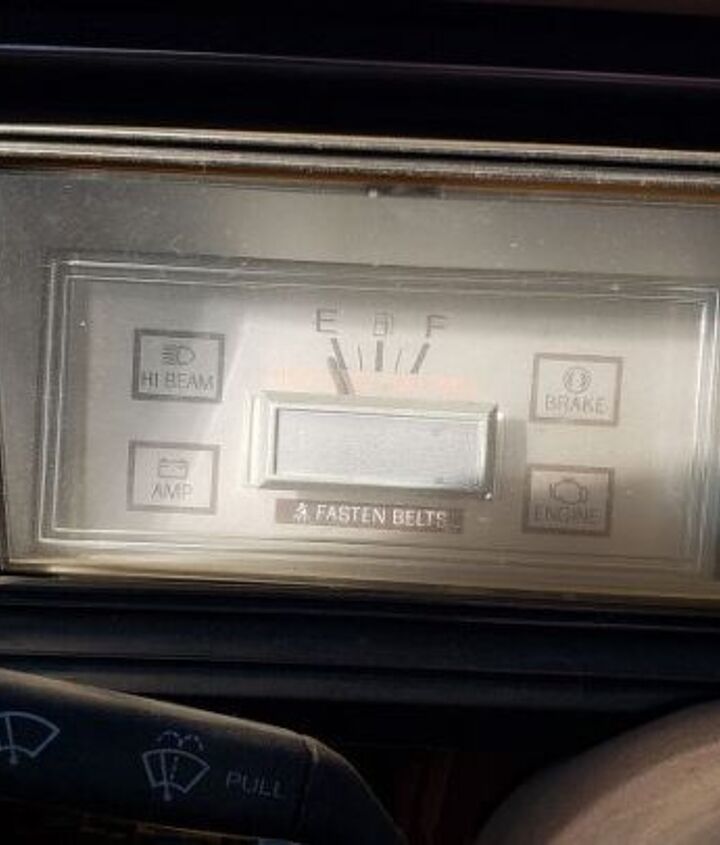 E F
HI BEAM
BRAKE
AMP
ENGINE
FASTEN BELTS
PULL